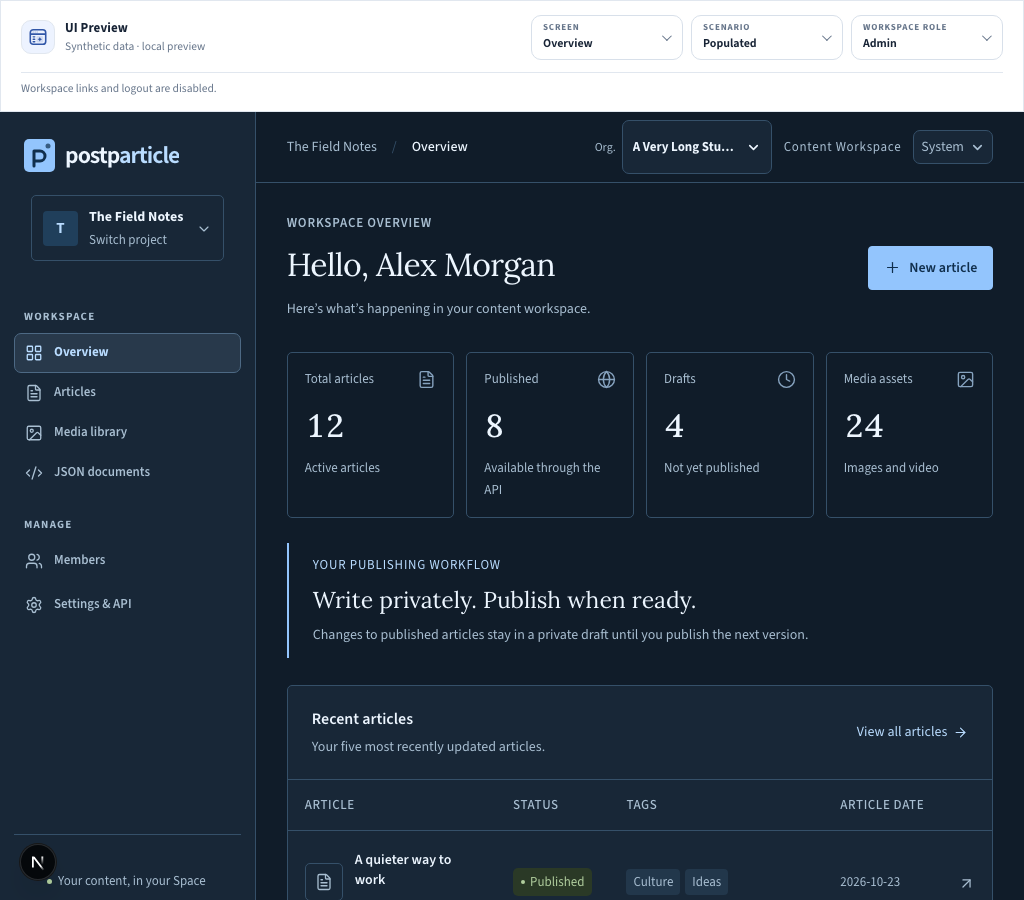 UI Preview
Synthetic data · local preview
SCREEN
Overview
SCENARIO
Populated
WORKSPACE ROLE
Admin
Workspace links and logout are disabled.
postparticle
The Field Notes / Overview
Org.
A Very Long Stu...
Content Workspace
System
T
The Field Notes
Switch project
WORKSPACE
Overview
Articles
Media library
JSON documents
MANAGE
Members
Settings & API
N
Your content, in your Space
WORKSPACE OVERVIEW
Hello, Alex Morgan
Here’s what’s happening in your content workspace.
New article
Total articles
12
Active articles
Published
8
Available through the
API
Drafts
4
Not yet published
Media assets
24
Images and video
YOUR PUBLISHING WORKFLOW
Write privately. Publish when ready.
Changes to published articles stay in a private draft until you publish the next version.
Recent articles
Your five most recently updated articles.
View all articles
ARTICLE STATUS TAGS ARTICLE DATE
A quieter way to
work
Published
Culture Ideas
2026-10-23